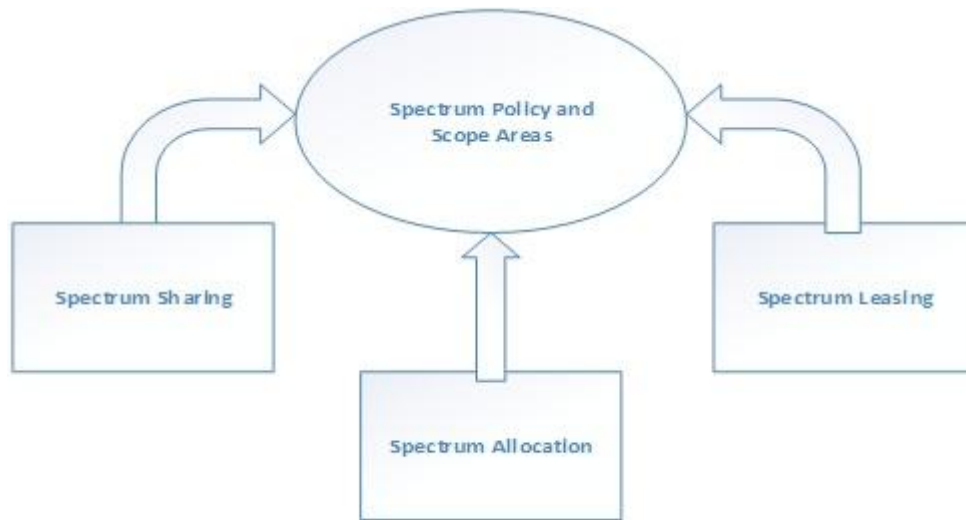 Spectrum Policy and
Scope Areas
Spectrum Sharing
Spectrum Leasing
Spectrum Allocation